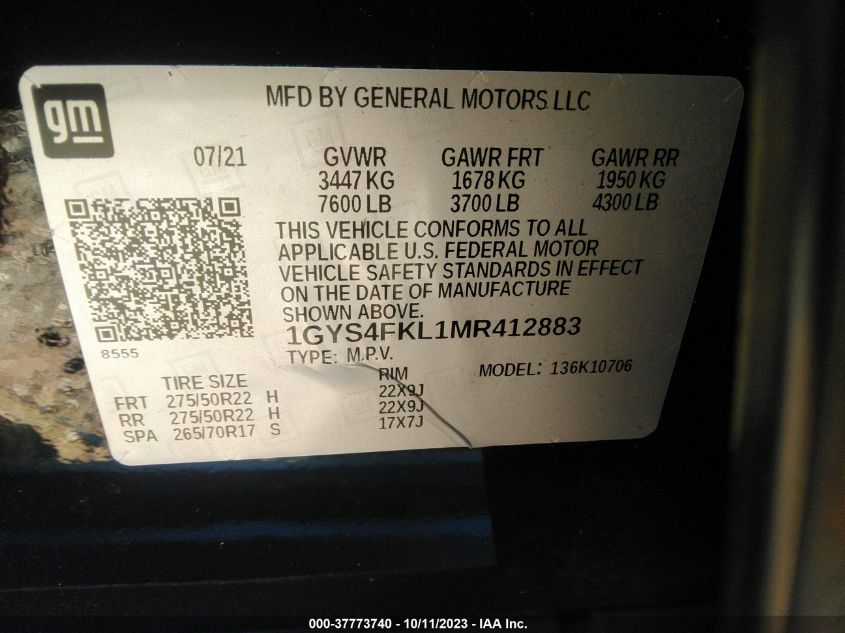 gm
MFD BY GENERAL MOTORS LLC
07/21 GVWR GAWR FRT GAWR RR
3447 KG 1678 KG 1950 KG
7600 LB 3700 LB 4300 LB
THIS VEHICLE CONFORMS TO ALL
APPLICABLE U.S. FEDERAL MOTOR
VEHICLE SAFETY STANDARDS IN EFFECT
ON THE DATE OF MANUFACTURE
SHOWN ABOVE.
1GYS4FKL1MR412883
8555
TYPE: M.P.V. MODEL: 136K10706
TIRE SIZE RIM
FRT 275/50R22 H 22X9J
RR 275/50R22 H 22X9J
SPA 265/70R17 S 17X7J
000-37773740 - 10/11/2023 - IAA Inc.